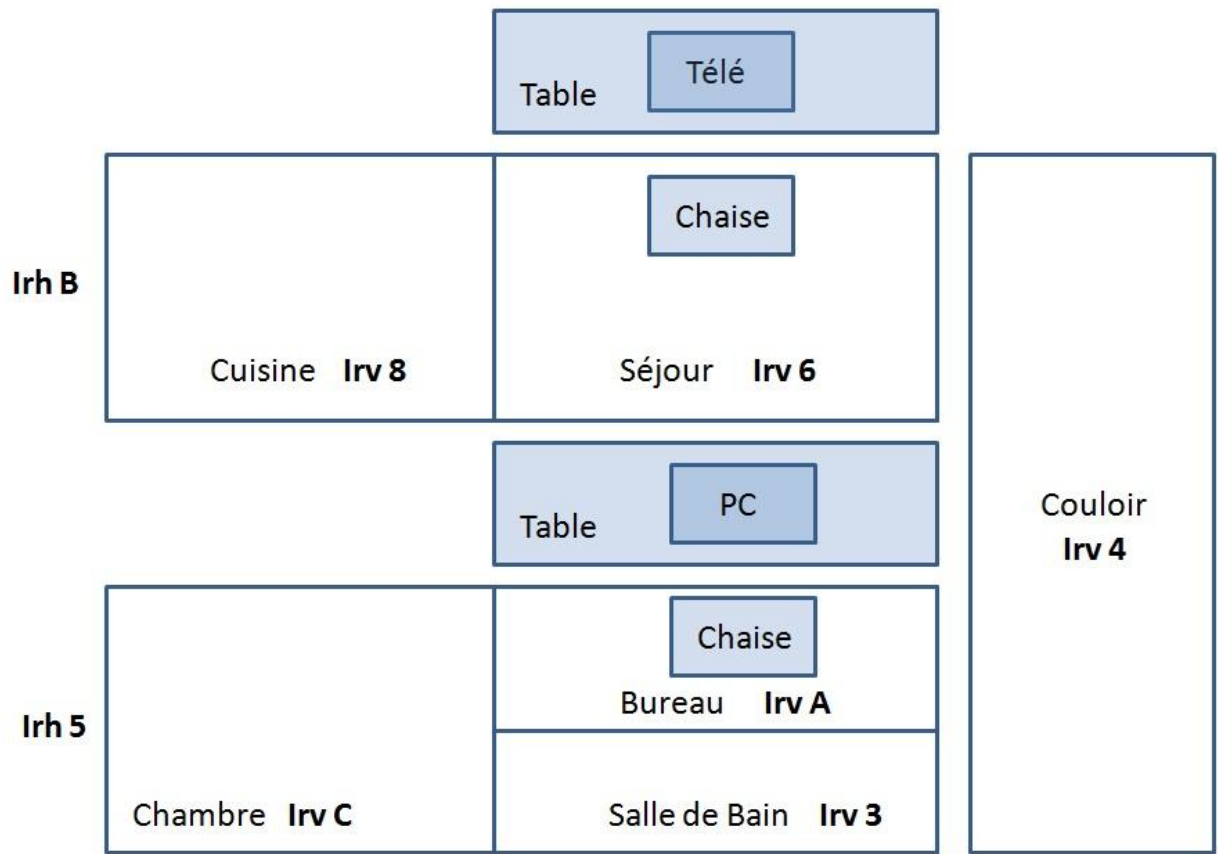 Télé
Table
Chaise
Irh B
Cuisine Irv 8
Séjour Irv 6
PC
Table
Couloir
Irv 4
Chaise
Bureau Irv A
Irh 5
Chambre Irv C
Salle de Bain Irv 3